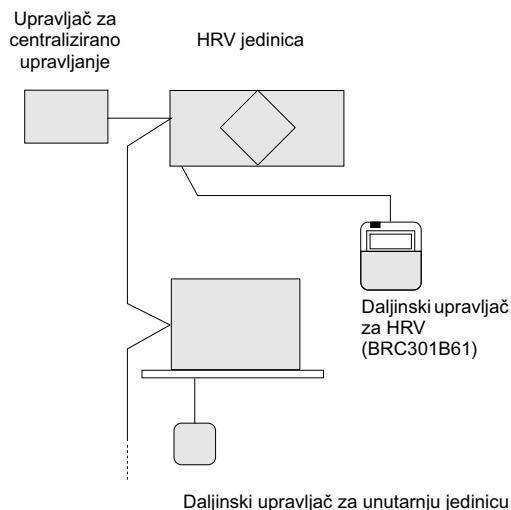 Upravljač za
centralizirano
upravljanje
HRV jedinica
Daljinski upravljač
za HRV
(BRC301B61)
Daljinski upravljač za unutarnju jedinicu